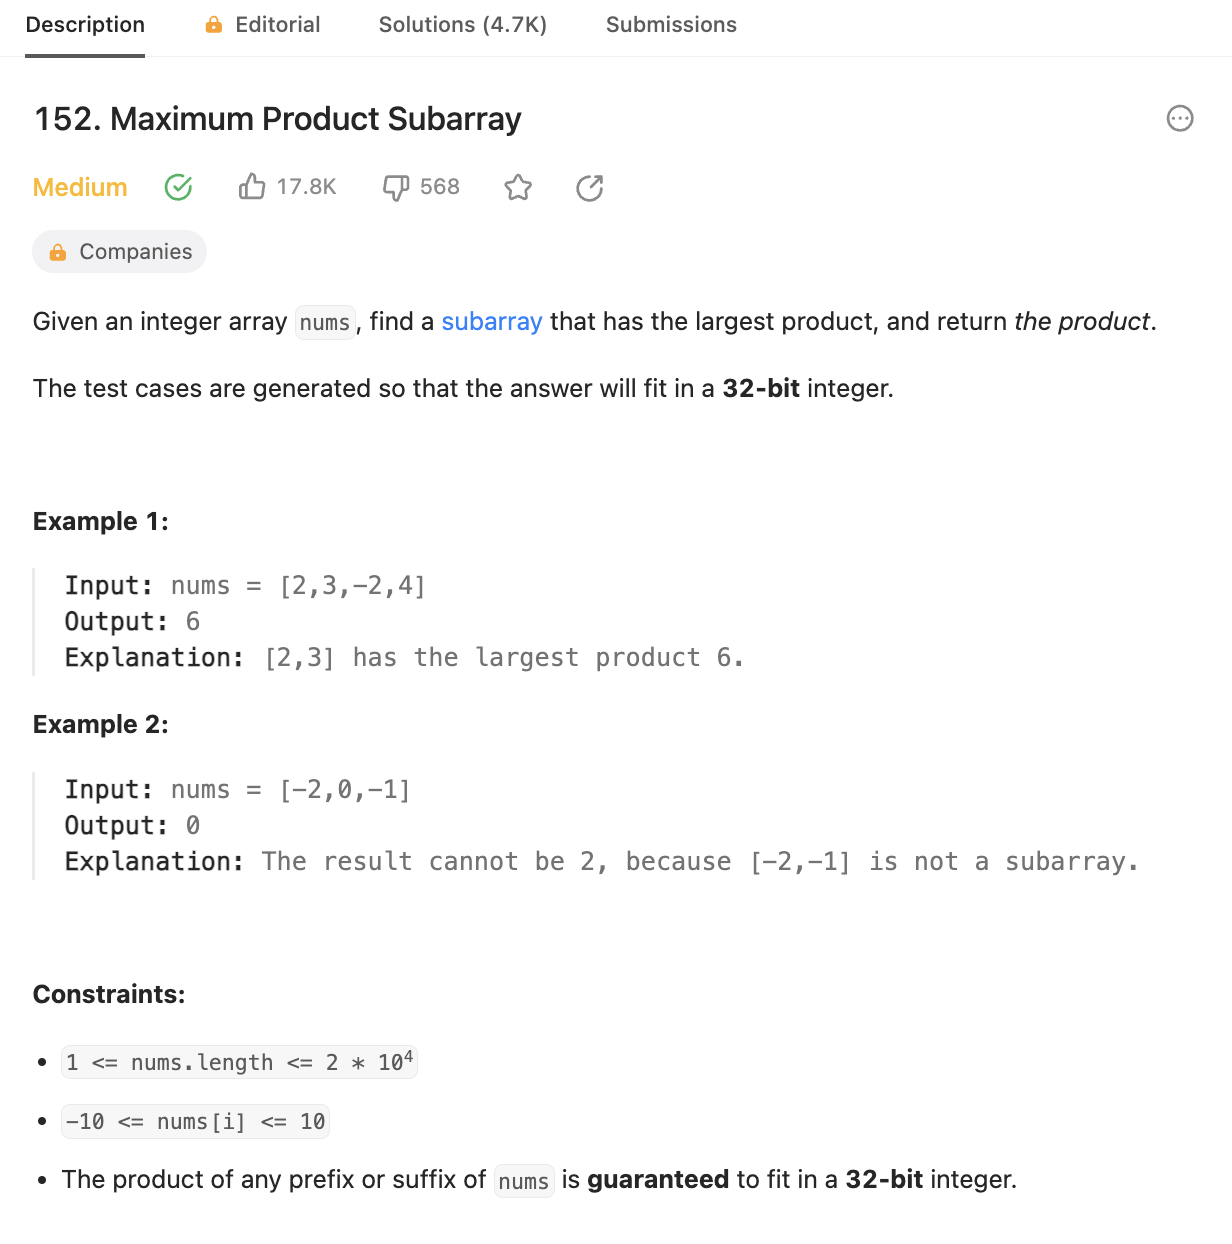 Description Editorial Solutions (4.7K) Submissions
152. Maximum Product Subarray
Medium 17.8K 568
Companies
Given an integer array nums, find a subarray that has the largest product, and return the product.
The test cases are generated so that the answer will fit in a 32-bit integer.
Example 1:
Input: nums = [2,3,-2,4]
Output: 6
Explanation: [2,3] has the largest product 6.
Example 2:
Input: nums = [-2,0,-1]
Output: 0
Explanation: The result cannot be 2, because [-2,-1] is not a subarray.
Constraints:
• 1 <= nums.length <= 2 * 10⁴
• -10 <= nums[i] <= 10
• The product of any prefix or suffix of nums is guaranteed to fit in a 32-bit integer.